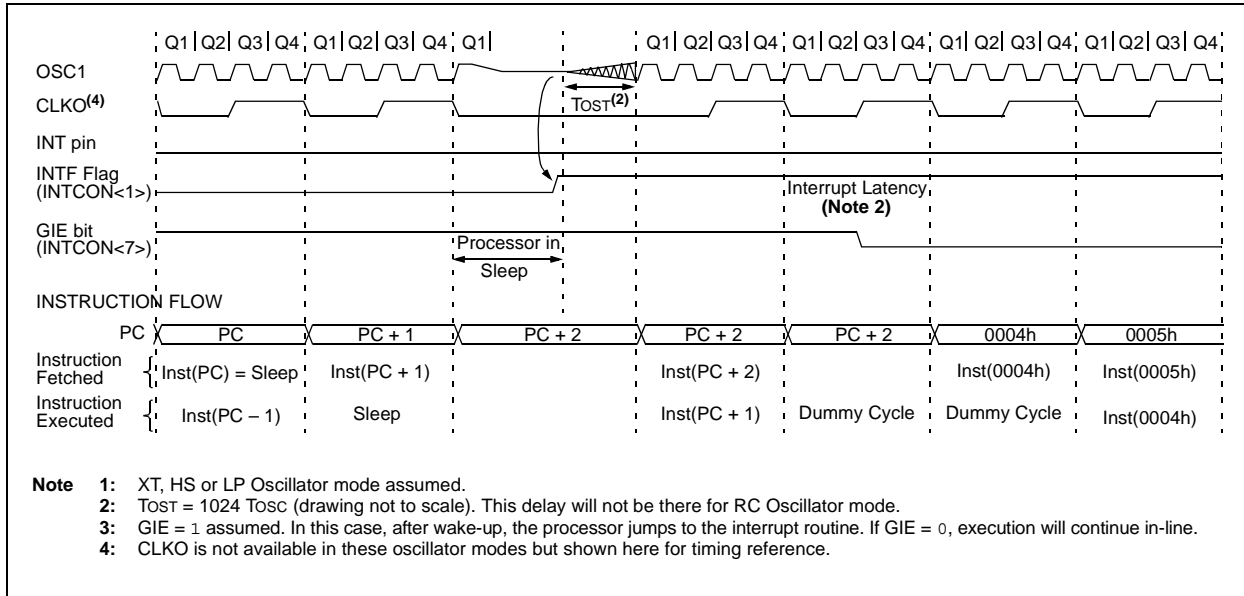 Q1 Q2 Q3 Q4 Q1 Q2 Q3 Q4 Q1 Q1 Q2 Q3 Q4 Q1 Q2 Q3 Q4 Q1 Q2 Q3 Q4 Q1 Q2 Q3 Q4
OSC1
CLKO(4)
TOST(2)
INT pin
INTF Flag
(INTCON<1>)
Interrupt Latency
(Note 2)
GIE bit
(INTCON<7>)
Processor in
Sleep
INSTRUCTION FLOW
PC PC PC + 1 PC + 2 PC + 2 PC + 2 0004h 0005h
Instruction
Fetched
Inst(PC) = Sleep Inst(PC + 1) Inst(PC + 2) Inst(0004h) Inst(0005h)
Instruction
Executed
Inst(PC – 1) Sleep Inst(PC + 1) Dummy Cycle Dummy Cycle Inst(0004h)
Note 1: XT, HS or LP Oscillator mode assumed.
2: TOST = 1024 TOSC (drawing not to scale). This delay will not be there for RC Oscillator mode.
3: GIE = 1 assumed. In this case, after wake-up, the processor jumps to the interrupt routine. If GIE = 0, execution will continue in-line.
4: CLKO is not available in these oscillator modes but shown here for timing reference.